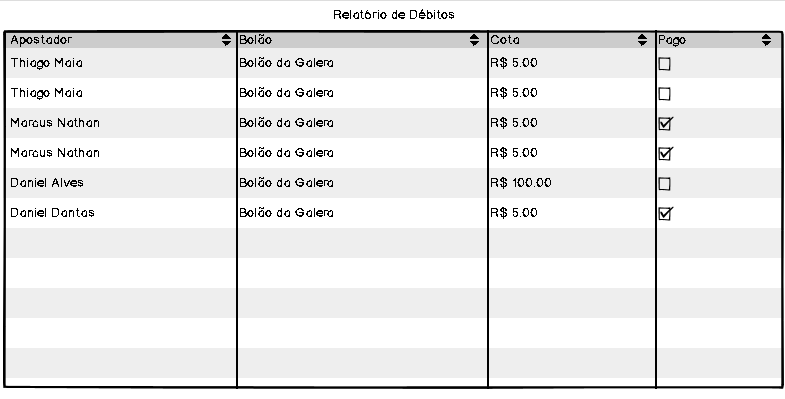 Relatório de Débitos
Apostador Bolão Cota Pago
Thiago Maia Bolão da Galera R$ 5.00
Thiago Maia Bolão da Galera R$ 5.00
Marcus Nathan Bolão da Galera R$ 5.00
Marcus Nathan Bolão da Galera R$ 5.00
Daniel Alves Bolão da Galera R$ 100.00
Daniel Dantas Bolão da Galera R$ 5.00